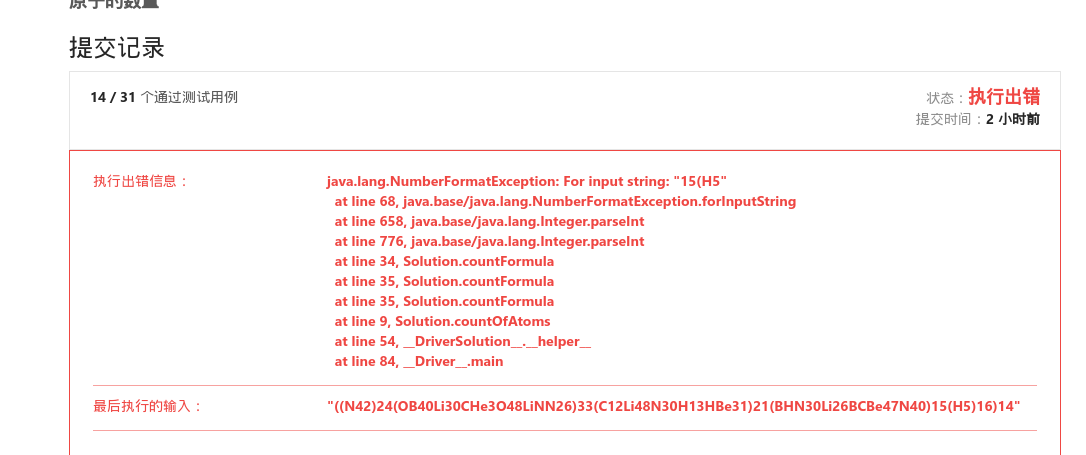 原子的数量
提交记录
14 / 31 个通过测试用例
状态：执行出错
提交时间：2 小时前
执行出错信息：
java.lang.NumberFormatException: For input string: "15(H5"
at line 68, java.base/java.lang.NumberFormatException.forInputString
at line 658, java.base/java.lang.Integer.parseInt
at line 776, java.base/java.lang.Integer.parseInt
at line 34, Solution.countFormula
at line 35, Solution.countFormula
at line 35, Solution.countFormula
at line 9, Solution.countOfAtoms
at line 54, __DriverSolution__.__helper__
at line 84, __Driver__.main
最后执行的输入：
"((N42)24(OB40Li30CHe3O48LiNN26)33(C12Li48N30H13HBe31)21(BHN30Li26BCBe47N40)15(H5)16)14"